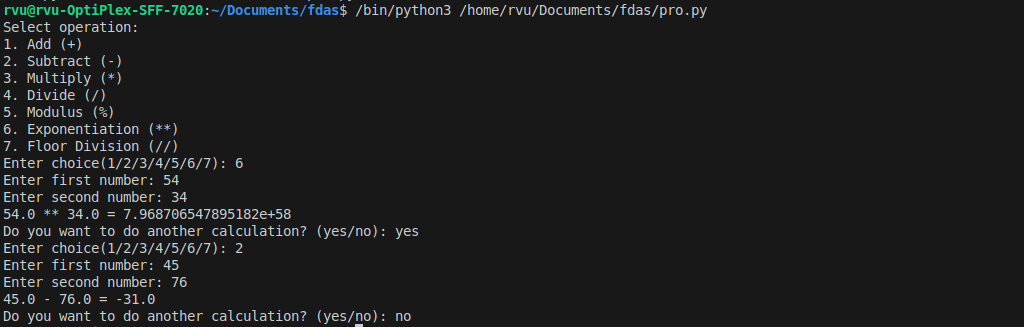 rvu@rvu-OptiPlex-SFF-7020:~/Documents/fdas$ /bin/python3 /home/rvu/Documents/fdas/pro.py
Select operation:
1. Add (+)
2. Subtract (-)
3. Multiply (*)
4. Divide (/)
5. Modulus (%)
6. Exponentiation (**)
7. Floor Division (//)
Enter choice(1/2/3/4/5/6/7): 6
Enter first number: 54
Enter second number: 34
54.0 ** 34.0 = 7.968706547895182e+58
Do you want to do another calculation? (yes/no): yes
Enter choice(1/2/3/4/5/6/7): 2
Enter first number: 45
Enter second number: 76
45.0 - 76.0 = -31.0
Do you want to do another calculation? (yes/no): no